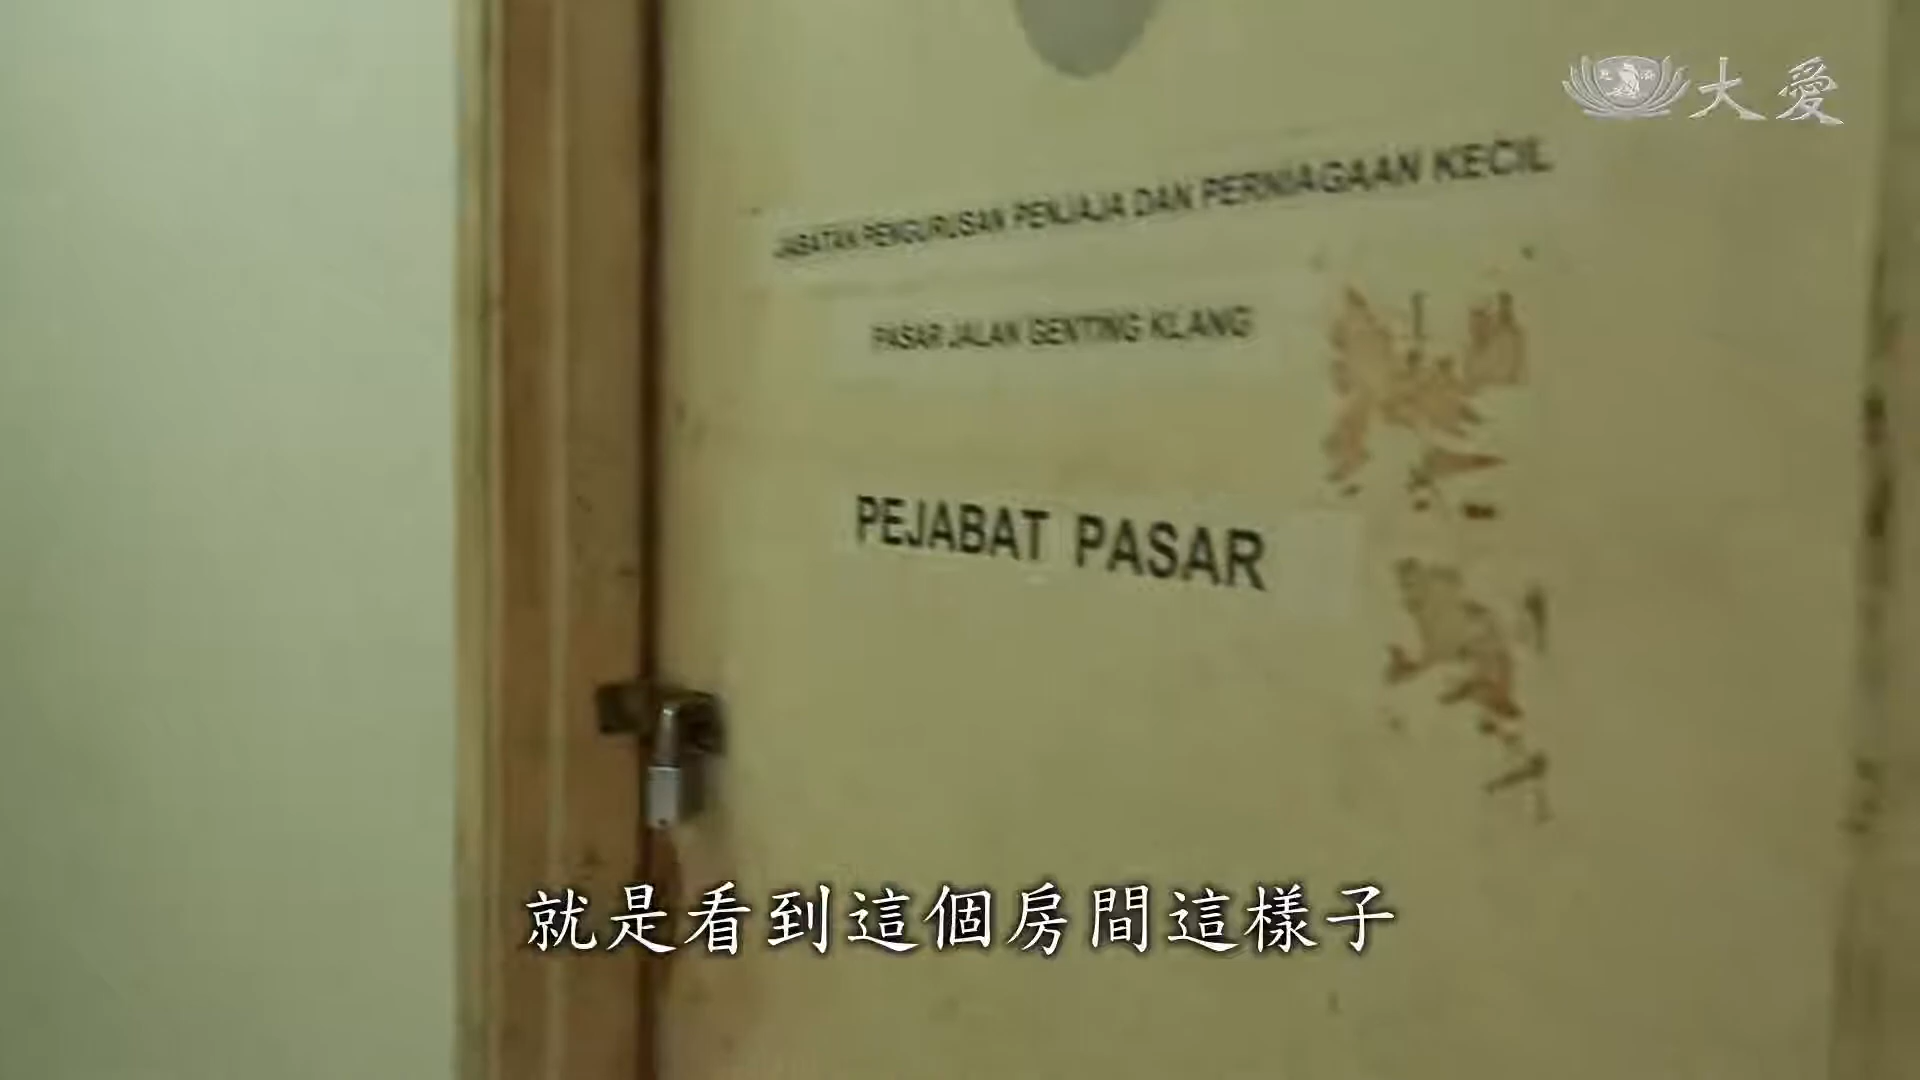 大愛
JABATAN PENGURUSAN PENJAJA DAN PERNIAGAAN KECIL
PASAR JALAN GENTING KLANG
PEJABAT PASAR
就是看到這個房間這樣子